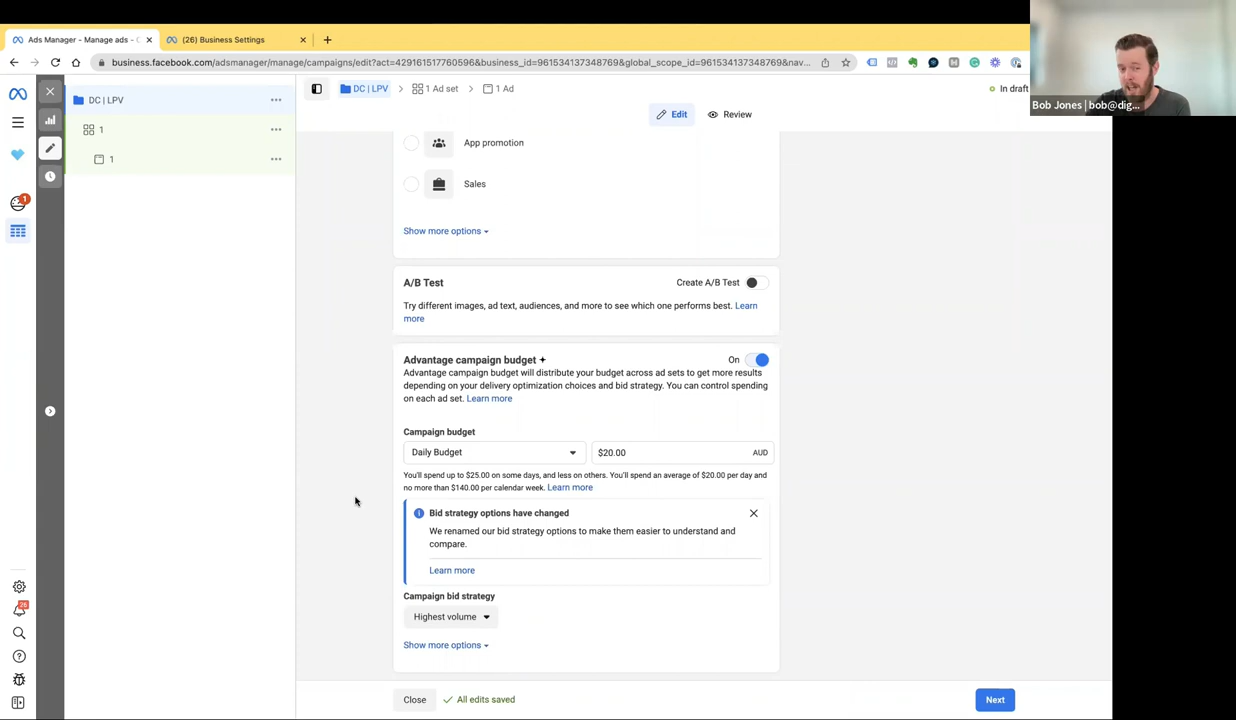 Ads Manager - Manage ads - C
(26) Business Settings
business.facebook.com/adsmanager/manage/campaigns/edit?act=429161517760596&business_id=961534137348769&global_scope_id=961534137348769&nav...
Bob Jones | bob@dig...
DC | LPV
1
1
DC | LPV
1 Ad set
1 Ad
In draft
Edit
Review
App promotion
Sales
Show more options
A/B Test
Create A/B Test
Try different images, ad text, audiences, and more to see which one performs best. Learn
more
Advantage campaign budget
On
Advantage campaign budget will distribute your budget across ad sets to get more results
depending on your delivery optimization choices and bid strategy. You can control spending
on each ad set. Learn more
Campaign budget
Daily Budget
$20.00
AUD
You'll spend up to $25.00 on some days, and less on others. You'll spend an average of $20.00 per day and
no more than $140.00 per calendar week. Learn more
Bid strategy options have changed
We renamed our bid strategy options to make them easier to understand and
compare.
Learn more
Campaign bid strategy
Highest volume
Show more options
Close
All edits saved
Next
1
26